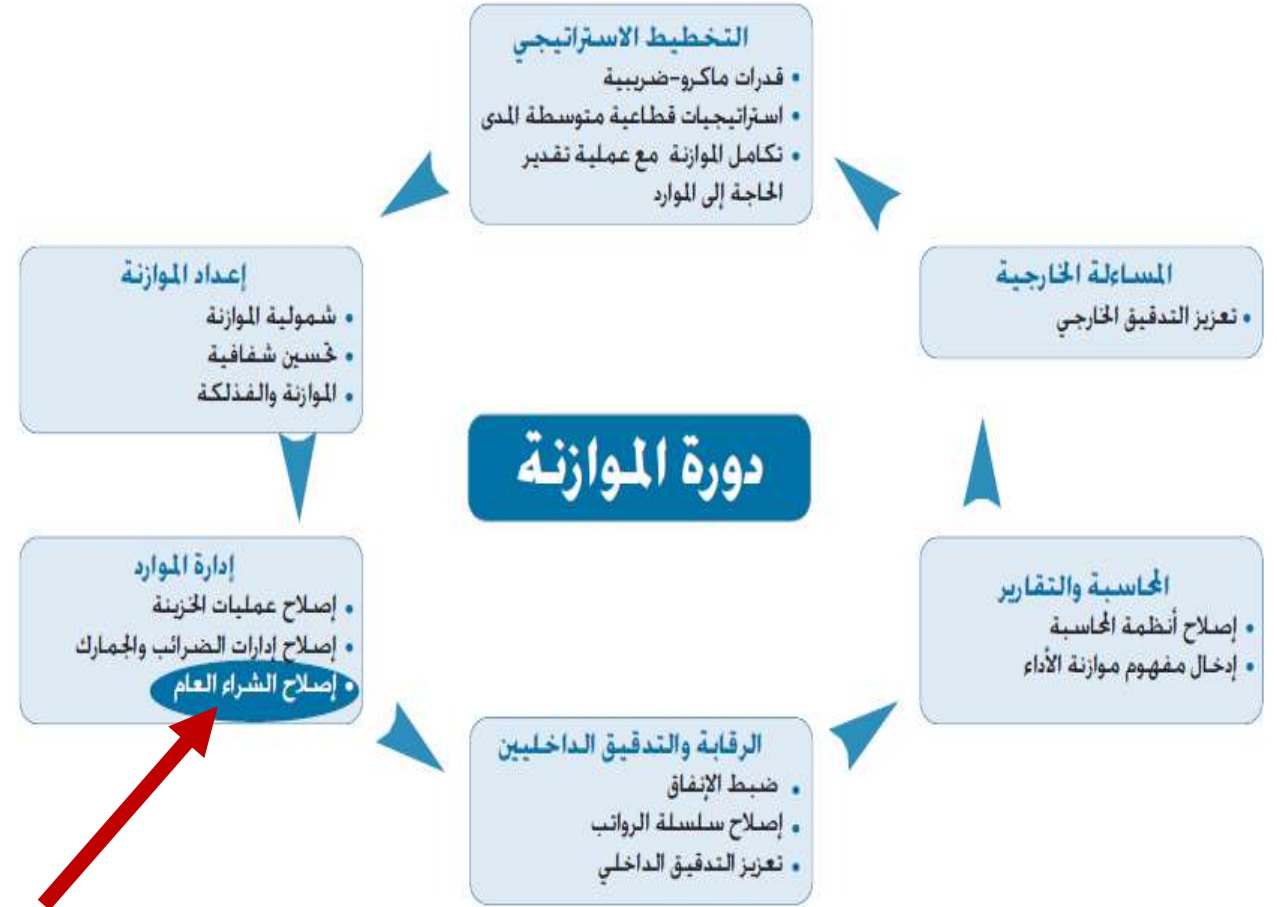 التخطيط الاستراتيجي
• قدرات ماكرو-ضريبية
• استراتيجيات قطاعية متوسطة المدى
• تكامل الموازنة مع عملية تقدير
الحاجة إلى الموارد
إعداد الموازنة
• شمولية الموازنة
• تحسين شفافية
• الموازنة والفذلكة
المساءلة الخارجية
• تعزيز التدقيق الخارجي
دورة الموازنة
إدارة الموارد
• إصلاح عمليات الخزينة
• إصلاح إدارات الضرائب والجمارك
• إصلاح الشراء العام
المحاسبة والتقارير
• إصلاح أنظمة المحاسبة
• إدخال مفهوم موازنة الأداء
الرقابة والتدقيق الداخليين
• ضبط الإنفاق
• إصلاح سلسلة الرواتب
• تعزيز التدقيق الداخلي